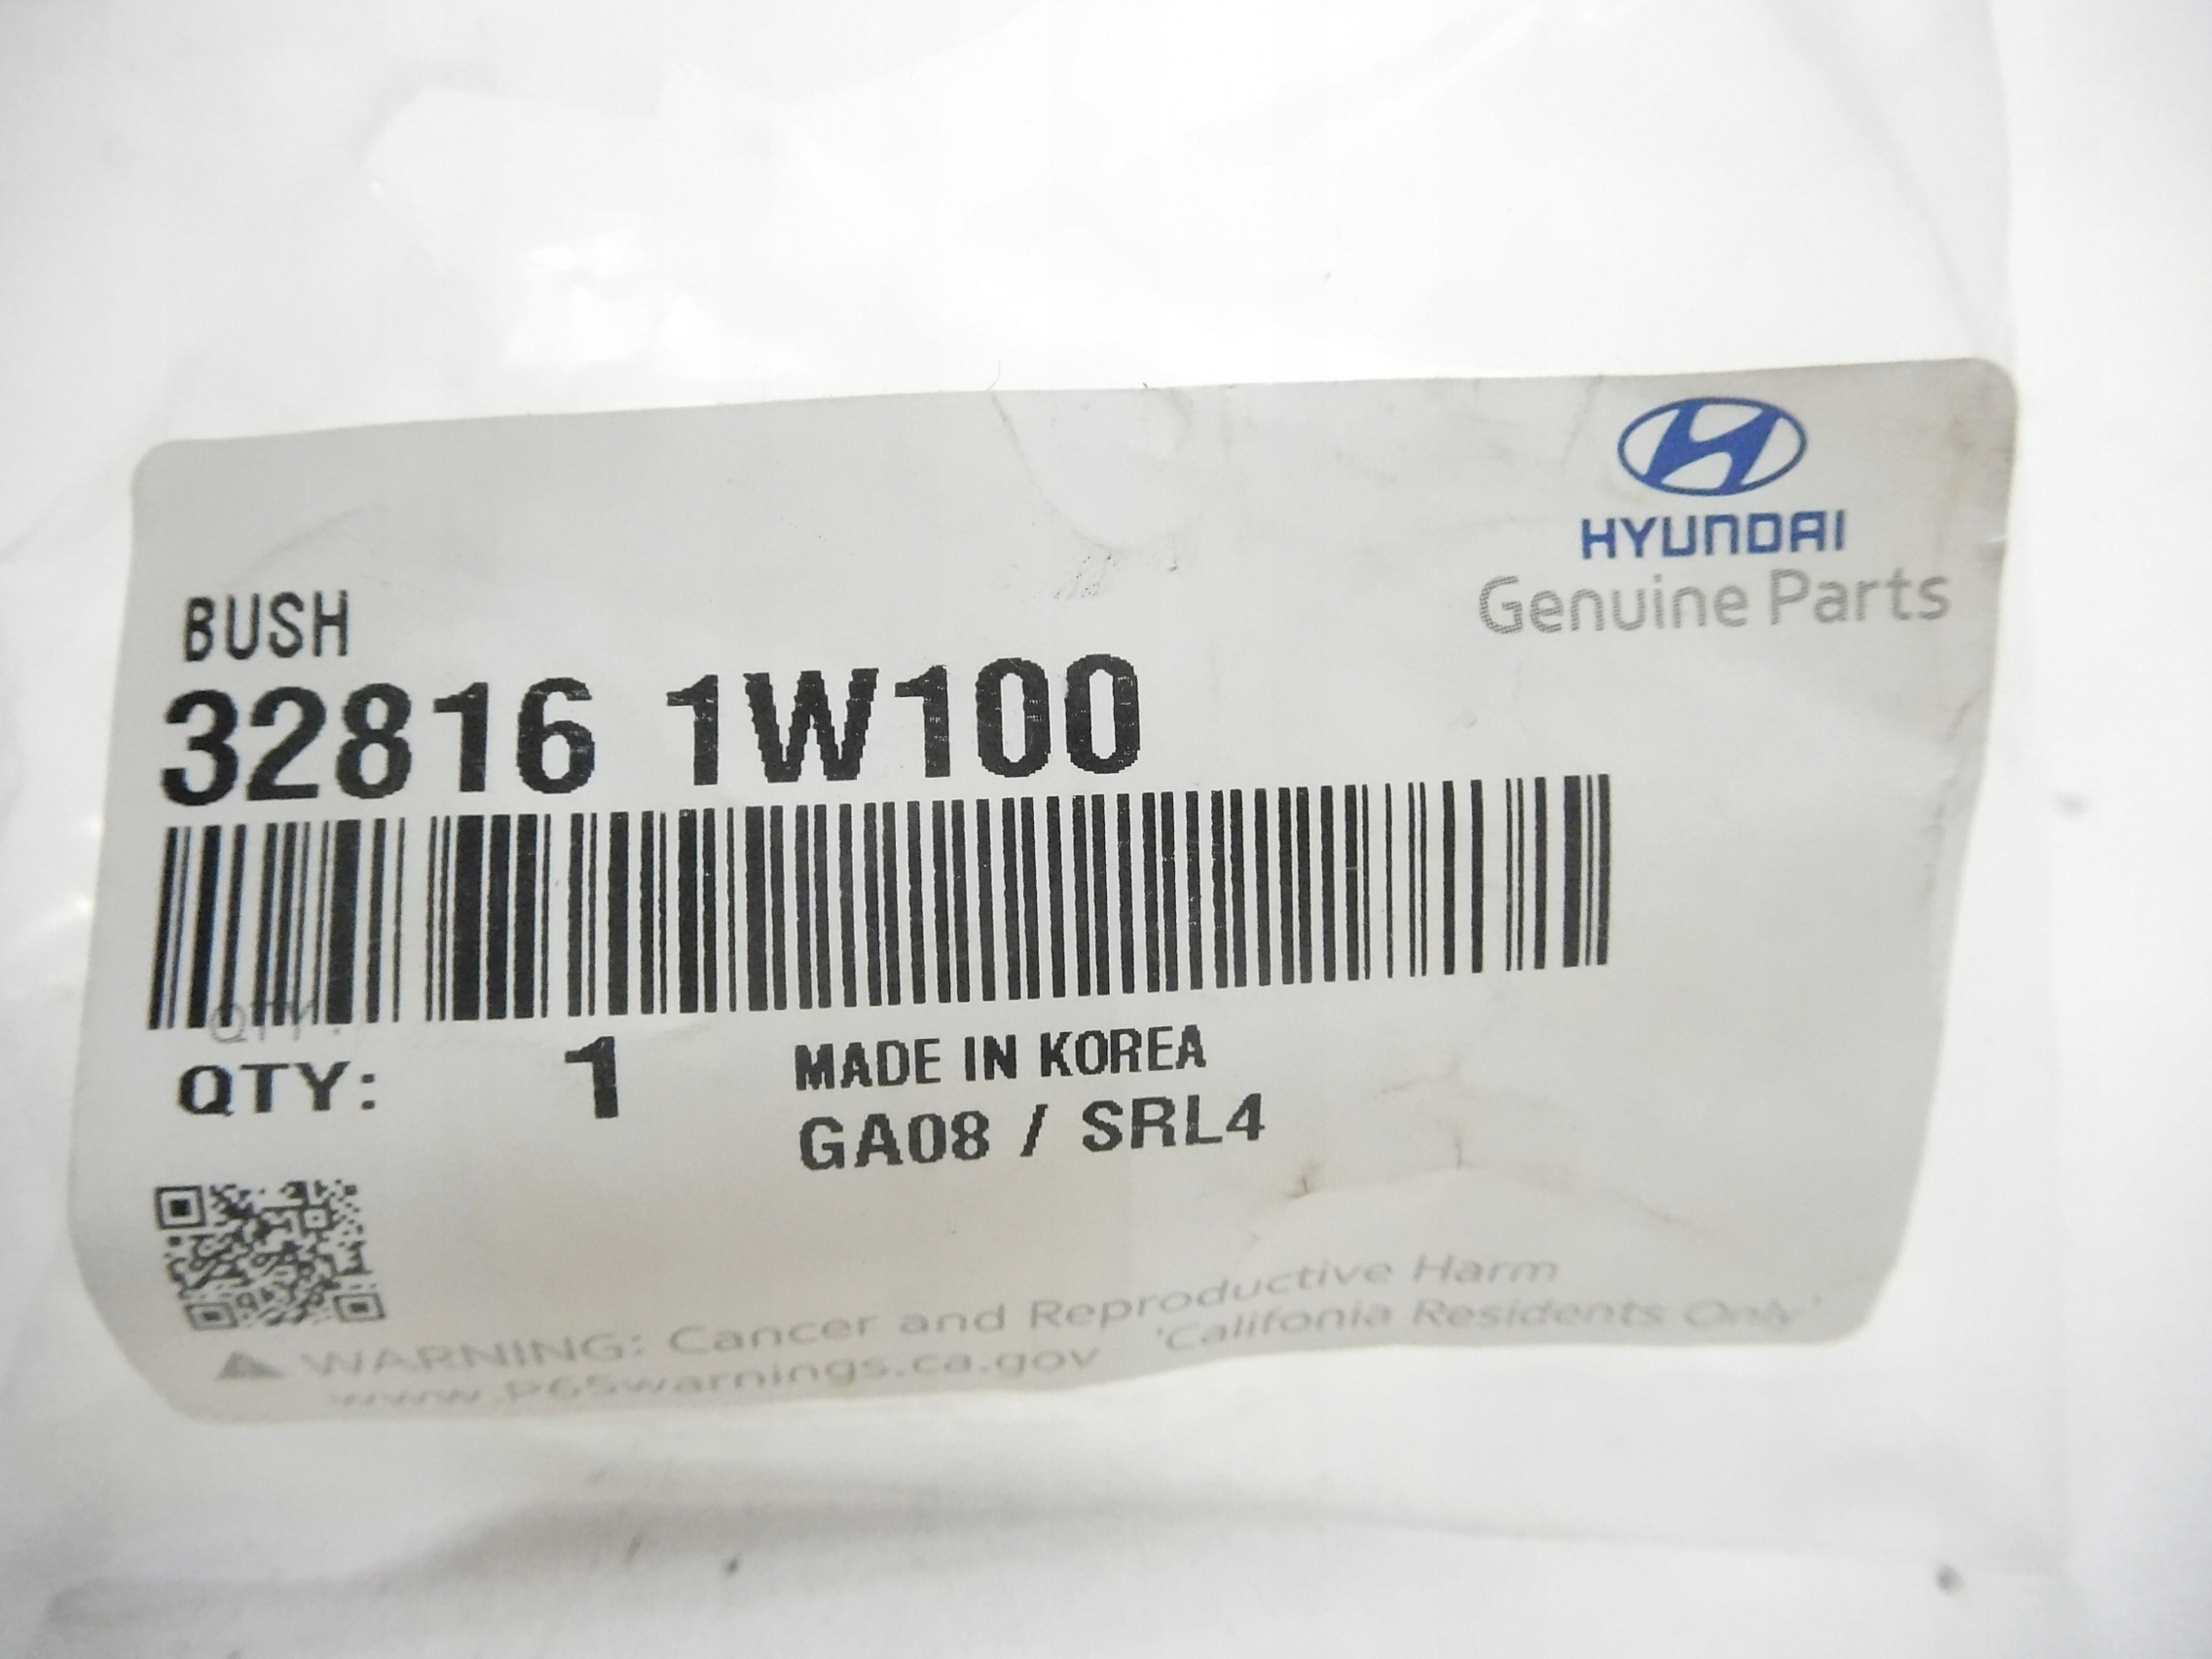 HYUNDAI
Genuine Parts
BUSH
32816 1W100
QTY:
QTY: 1 MADE IN KOREA
GA08 / SRL4
WARNING: Cancer and Reproductive Harm
www.P65warnings.ca.gov 'Califonia Residents Only'